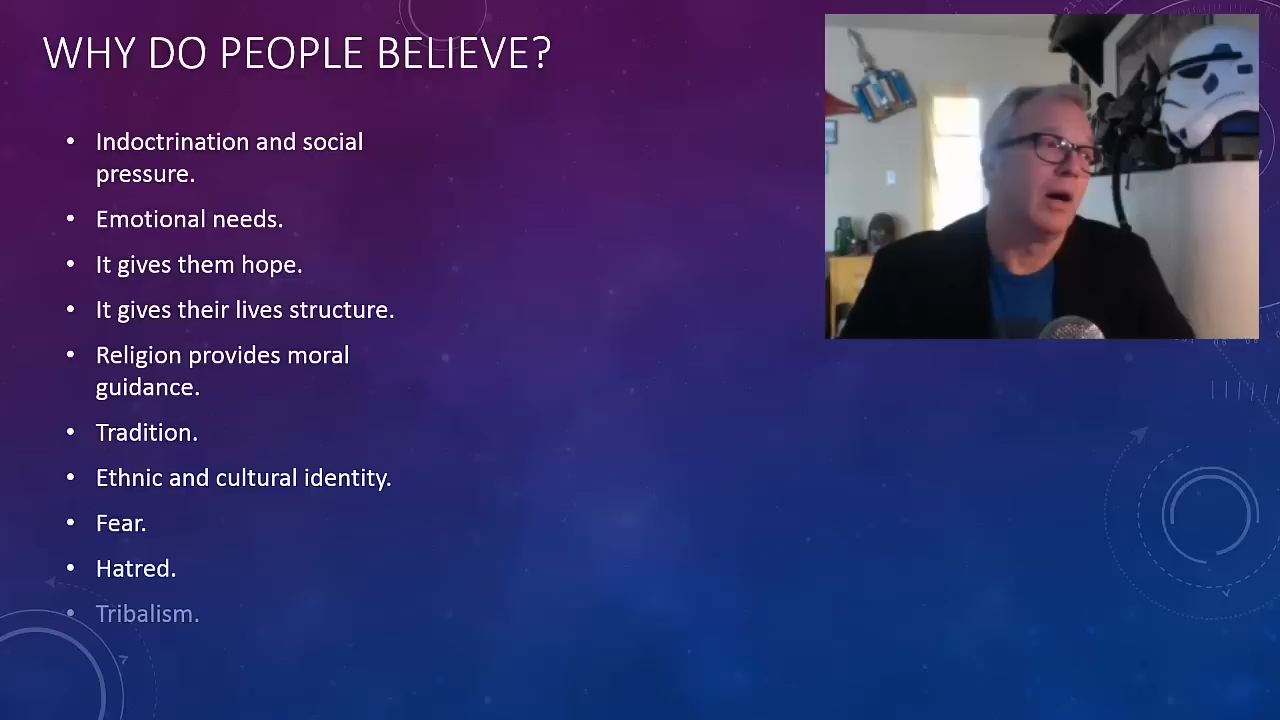 WHY DO PEOPLE BELIEVE?
• Indoctrination and social
pressure.
• Emotional needs.
• It gives them hope.
• It gives their lives structure.
• Religion provides moral
guidance.
• Tradition.
• Ethnic and cultural identity.
• Fear.
• Hatred.
• Tribalism.